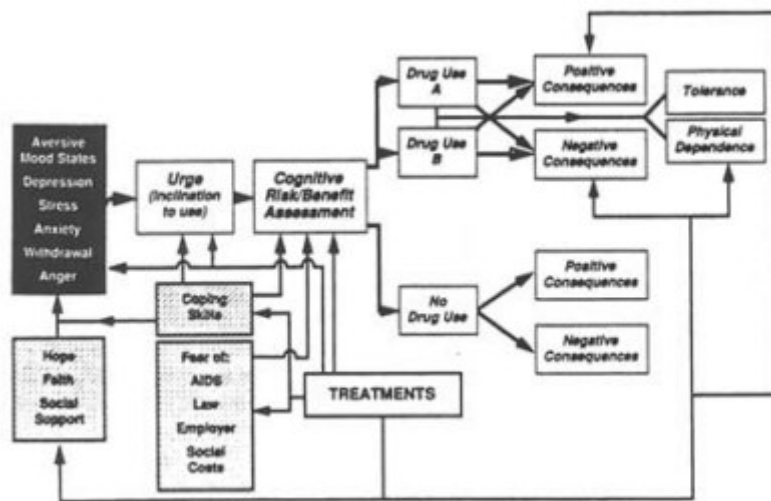 Aversive
Mood States
Depression
Stress
Anxiety
Withdrawal
Anger
Urge
(Inclination
to use)
Cognitive
Risk/Benefit
Assessment
Drug Use
A
Drug Use
B
Positive
Consequences
Negative
Consequences
Tolerance
Physical
Dependence
No
Drug Use
Positive
Consequences
Negative
Consequences
Coping
Skills
Hope
Faith
Social
Support
Fear of:
AIDS
Law
Employer
Social
Costs
TREATMENTS